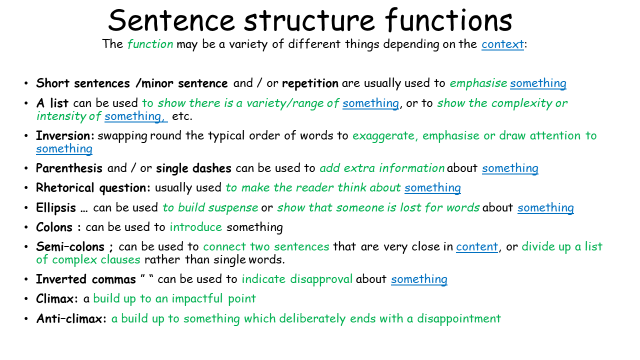 Sentence structure functions
The function may be a variety of different things depending on the context:
• Short sentences /minor sentence and / or repetition are usually used to emphasise something
• A list can be used to show there is a variety/range of something, or to show the complexity or
intensity of something, etc.
• Inversion: swapping round the typical order of words to exaggerate, emphasise or draw attention to
something
• Parenthesis and / or single dashes can be used to add extra information about something
• Rhetorical question: usually used to make the reader think about something
• Ellipsis … can be used to build suspense or show that someone is lost for words about something
• Colons : can be used to introduce something
• Semi-colons ; can be used to connect two sentences that are very close in content, or divide up a list
of complex clauses rather than single words.
• Inverted commas ” “ can be used to indicate disapproval about something
• Climax: a build up to an impactful point
• Anti-climax: a build up to something which deliberately ends with a disappointment